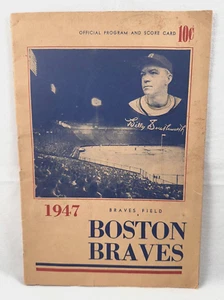 OFFICIAL PROGRAM AND SCORE CARD 10¢
Billy Southworth
1947
BRAVES FIELD
BOSTON
BRAVES